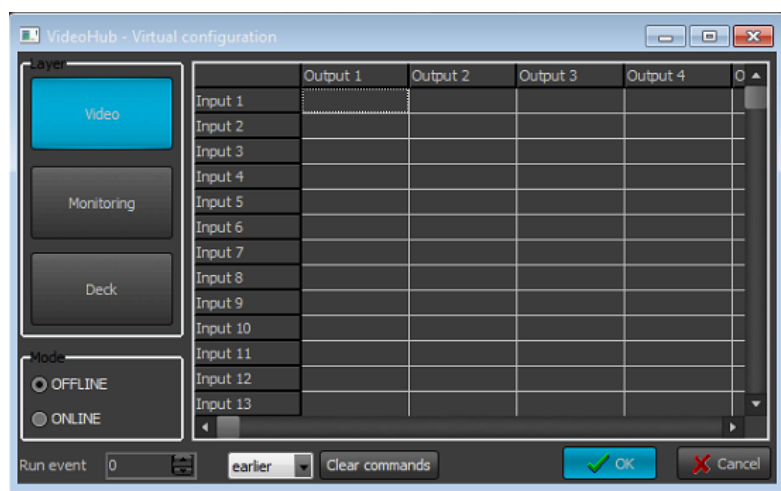 VideoHub - Virtual configuration
Layer
Video
Monitoring
Deck
Mode
OFFLINE
ONLINE
Output 1 Output 2 Output 3 Output 4 O
Input 1
Input 2
Input 3
Input 4
Input 5
Input 6
Input 7
Input 8
Input 9
Input 10
Input 11
Input 12
Input 13
Run event 0 earlier Clear commands OK Cancel